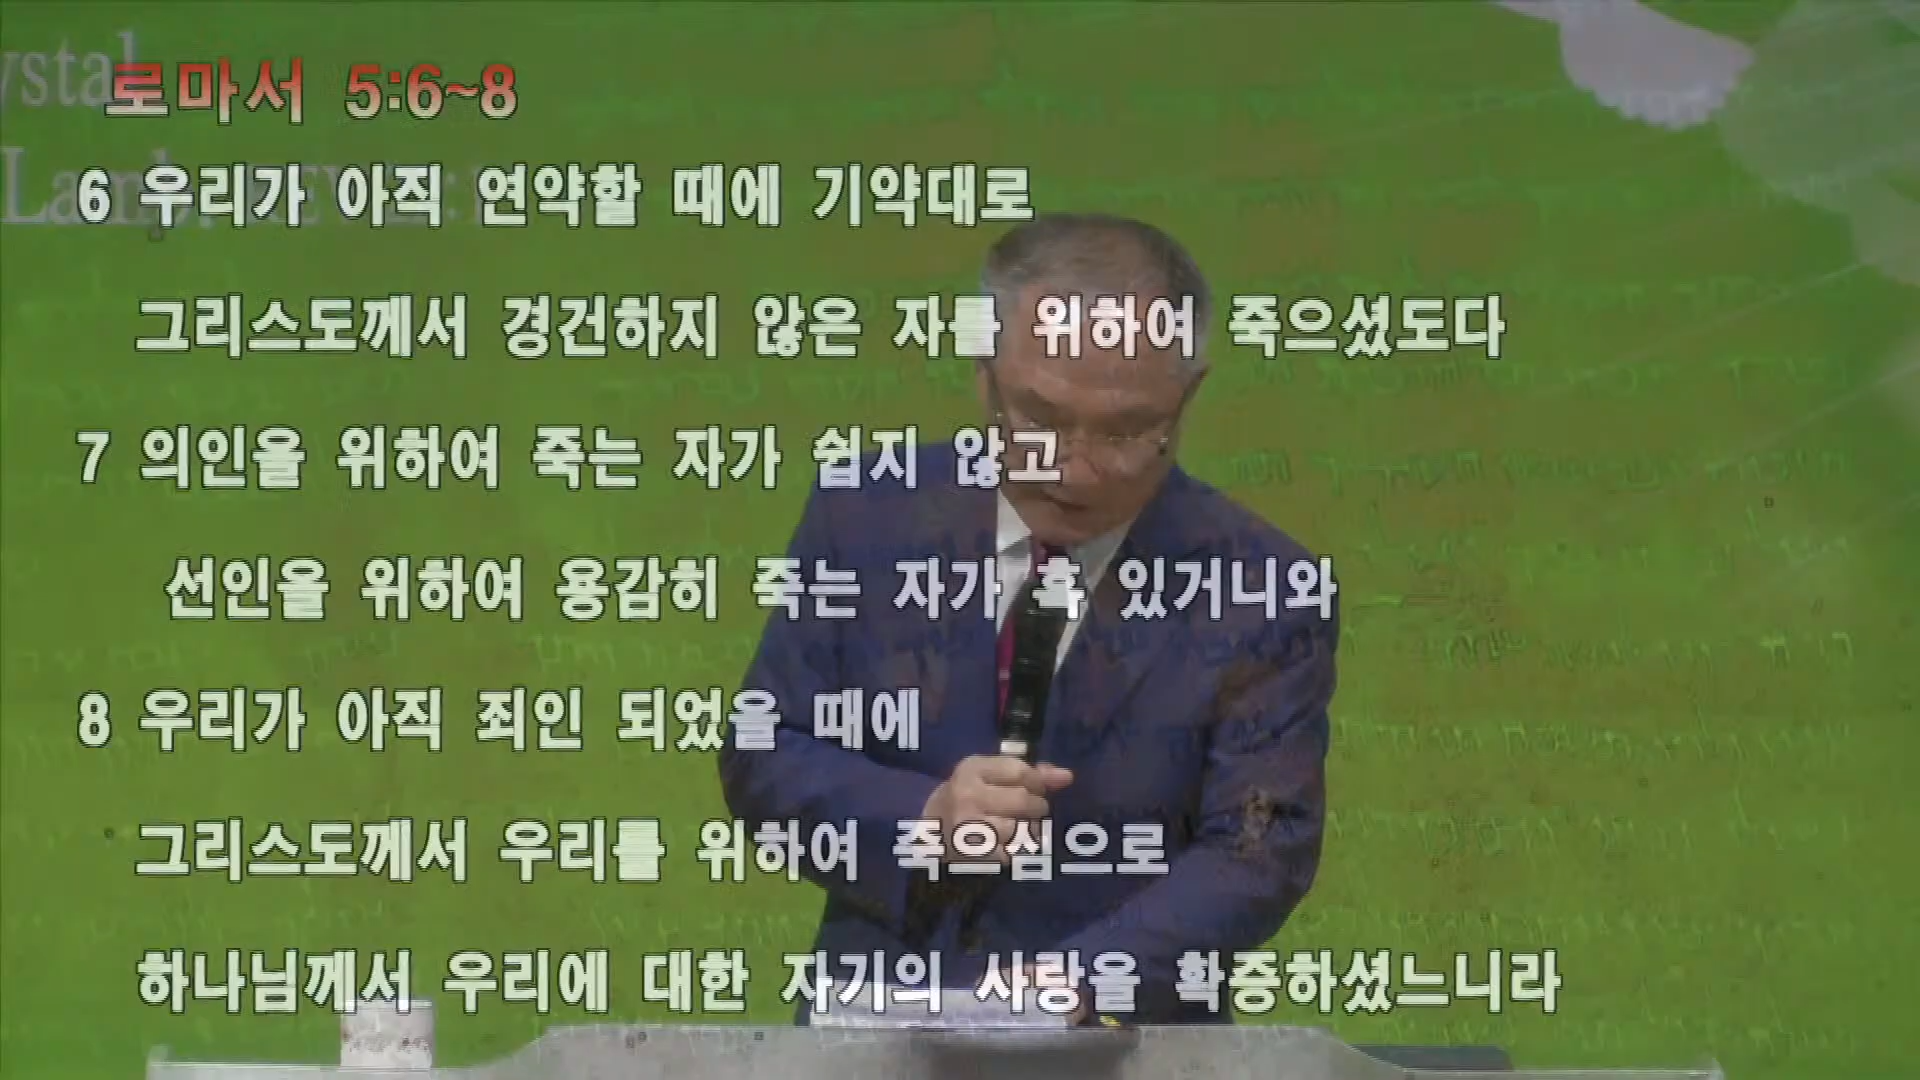 로마서 5:6~8
6 우리가 아직 연약할 때에 기약대로
그리스도께서 경건하지 않은 자를 위하여 죽으셨도다
7 의인을 위하여 죽는 자가 쉽지 않고
선인을 위하여 용감히 죽는 자가 혹 있거니와
8 우리가 아직 죄인 되었을 때에
그리스도께서 우리를 위하여 죽으심으로
하나님께서 우리에 대한 자기의 사랑을 확증하셨느니라